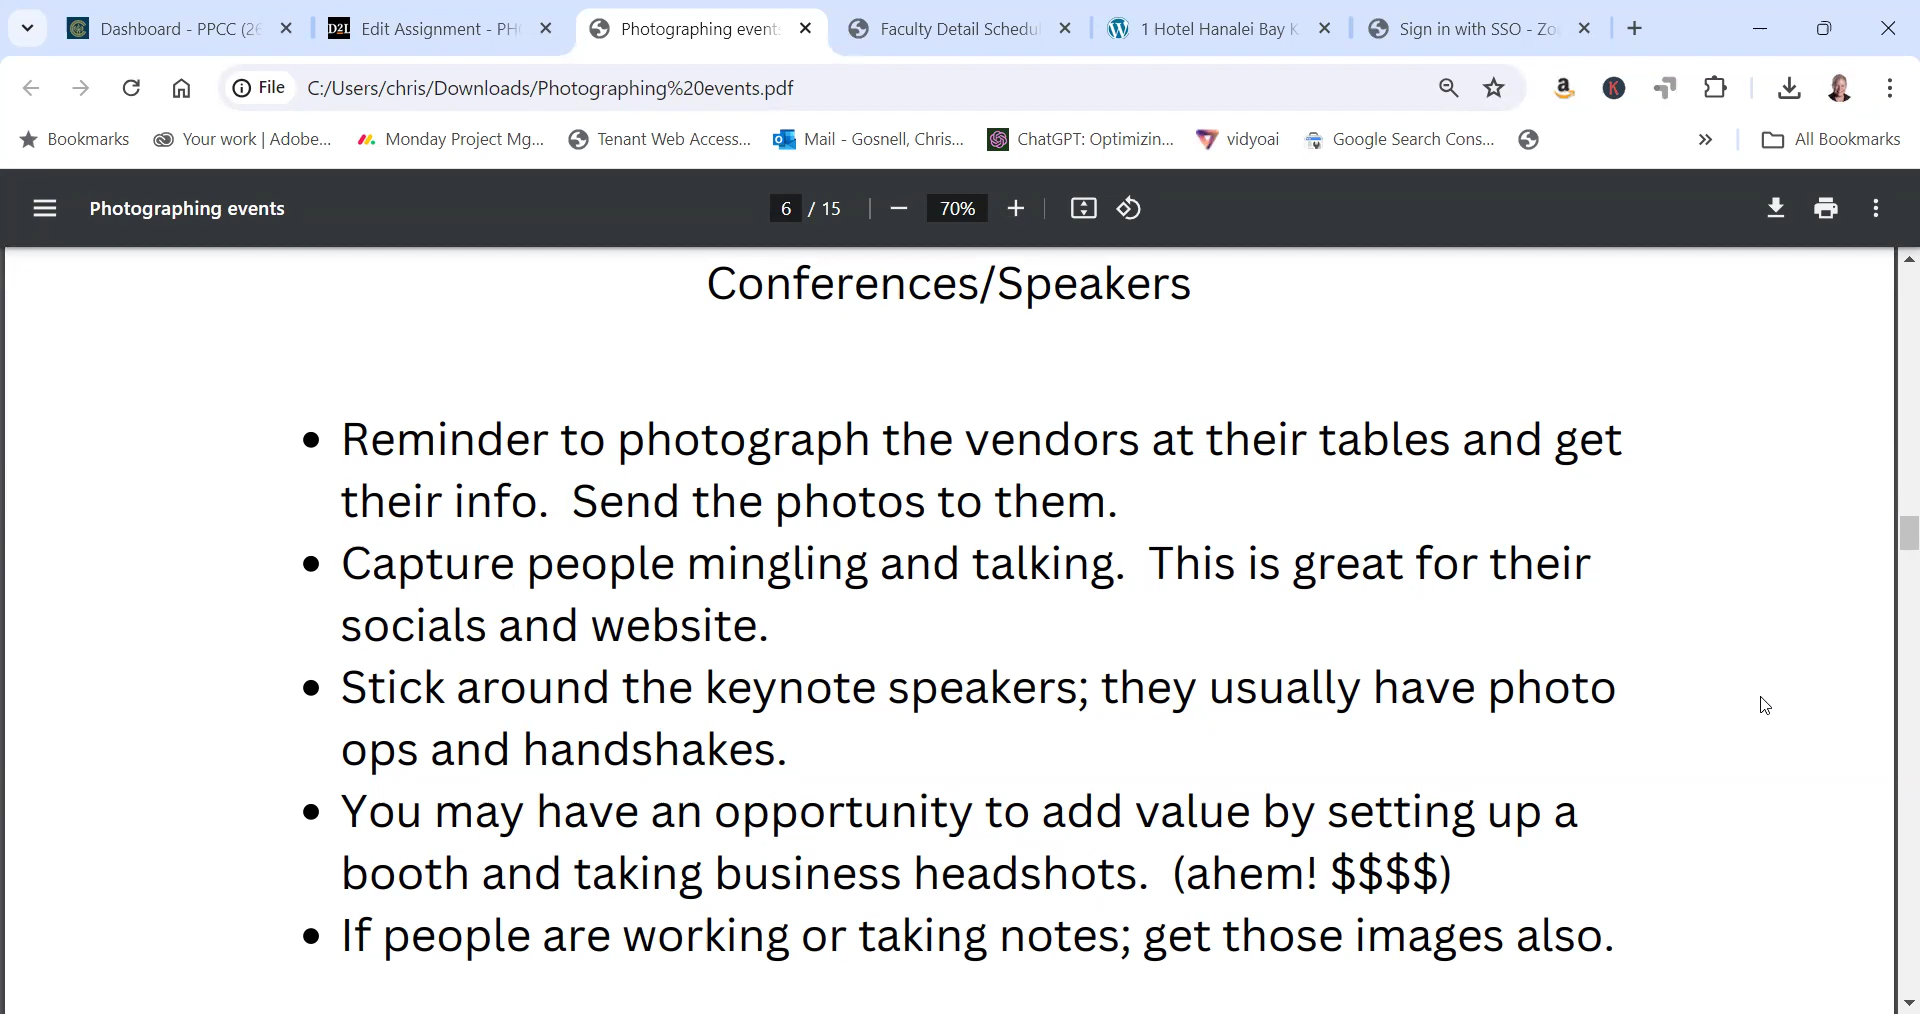 Dashboard - PPCC (26
D2L Edit Assignment - PH
Photographing events
Faculty Detail Schedul
1 Hotel Hanalei Bay K
Sign in with SSO - Zo
File C:/Users/chris/Downloads/Photographing%20events.pdf
Bookmarks Your work | Adobe... Monday Project Mg... Tenant Web Access... Mail - Gosnell, Chris... ChatGPT: Optimizin... vidyoai Google Search Cons... » All Bookmarks
Photographing events 6 / 15 70%
Conferences/Speakers
• Reminder to photograph the vendors at their tables and get
their info. Send the photos to them.
• Capture people mingling and talking. This is great for their
socials and website.
• Stick around the keynote speakers; they usually have photo
ops and handshakes.
• You may have an opportunity to add value by setting up a
booth and taking business headshots. (ahem! $$$$)
• If people are working or taking notes; get those images also.